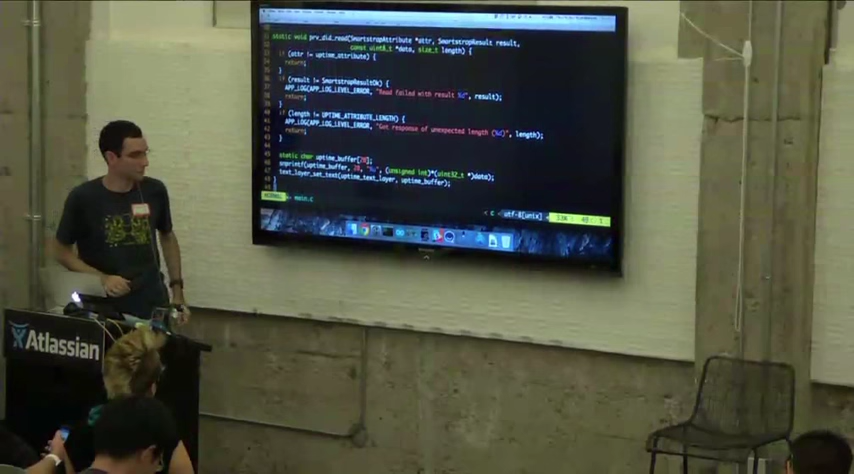 static void prv_did_read(SmartstrapAttribute *attr, SmartstrapResult result,
const uint8_t *data, size_t length) {
if (attr != uptime_attribute) {
return;
}
if (result != SmartstrapResultOk) {
APP_LOG(APP_LOG_LEVEL_ERROR, "Read failed with result %d", result);
return;
}
if (length != UPTIME_ATTRIBUTE_LENGTH) {
APP_LOG(APP_LOG_LEVEL_ERROR, "Got response of unexpected length (%d)", length);
return;
}
static char uptime_buffer[20];
snprintf(uptime_buffer, 20, "%u", (unsigned int)*(uint32_t *)data);
text_layer_set_text(uptime_text_layer, uptime_buffer);
NORMAL main.c < c < utf-8[unix]
Atlassian